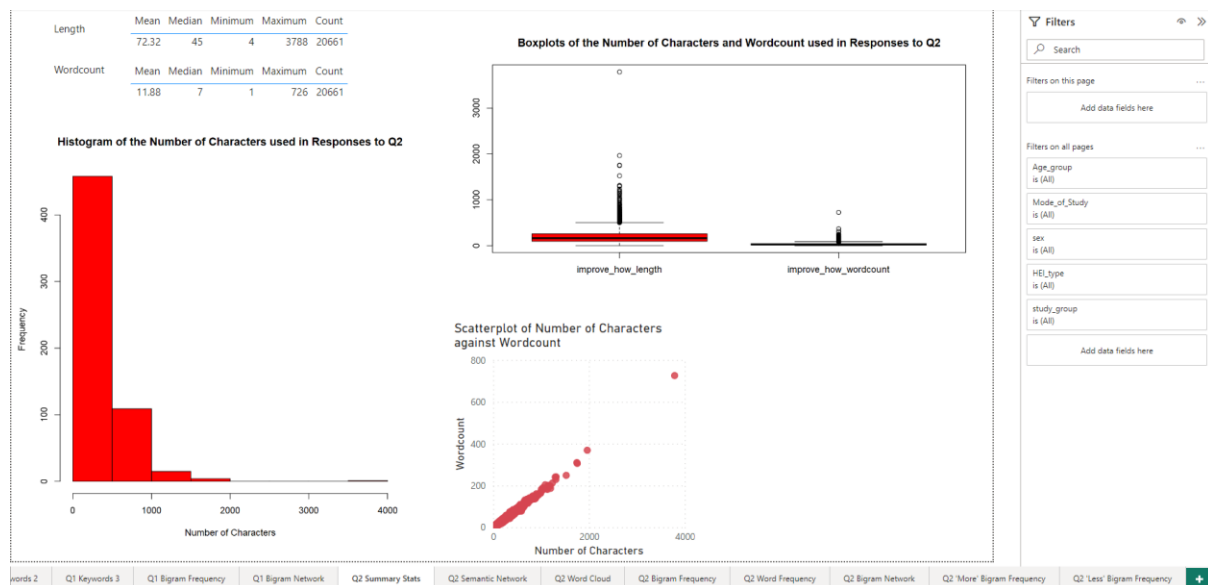 Length
Mean Median Minimum Maximum Count
72.32 45 4 3788 20661
Wordcount
Mean Median Minimum Maximum Count
11.88 7 1 726 20661
Histogram of the Number of Characters used in Responses to Q2
Frequency
400
300
200
100
0
0 1000 2000 3000 4000
Number of Characters
Boxplots of the Number of Characters and Wordcount used in Responses to Q2
3000
2000
1000
0
improve_how_length improve_how_wordcount
Scatterplot of Number of Characters
against Wordcount
Wordcount
800
600
400
200
0
0 2000 4000
Number of Characters
Filters
Search
Filters on this page
...
Add data fields here
Filters on all pages
...
Age_group
is (All)
Mode_of_Study
is (All)
sex
is (All)
HEI_type
is (All)
study_group
is (All)
Add data fields here
words 2 Q1 Keywords 3 Q1 Bigram Frequency Q1 Bigram Network Q2 Summary Stats Q2 Semantic Network Q2 Word Cloud Q2 Bigram Frequency Q2 Word Frequency Q2 Bigram Network Q2 'More' Bigram Frequency Q2 'Less' Bigram Frequency +